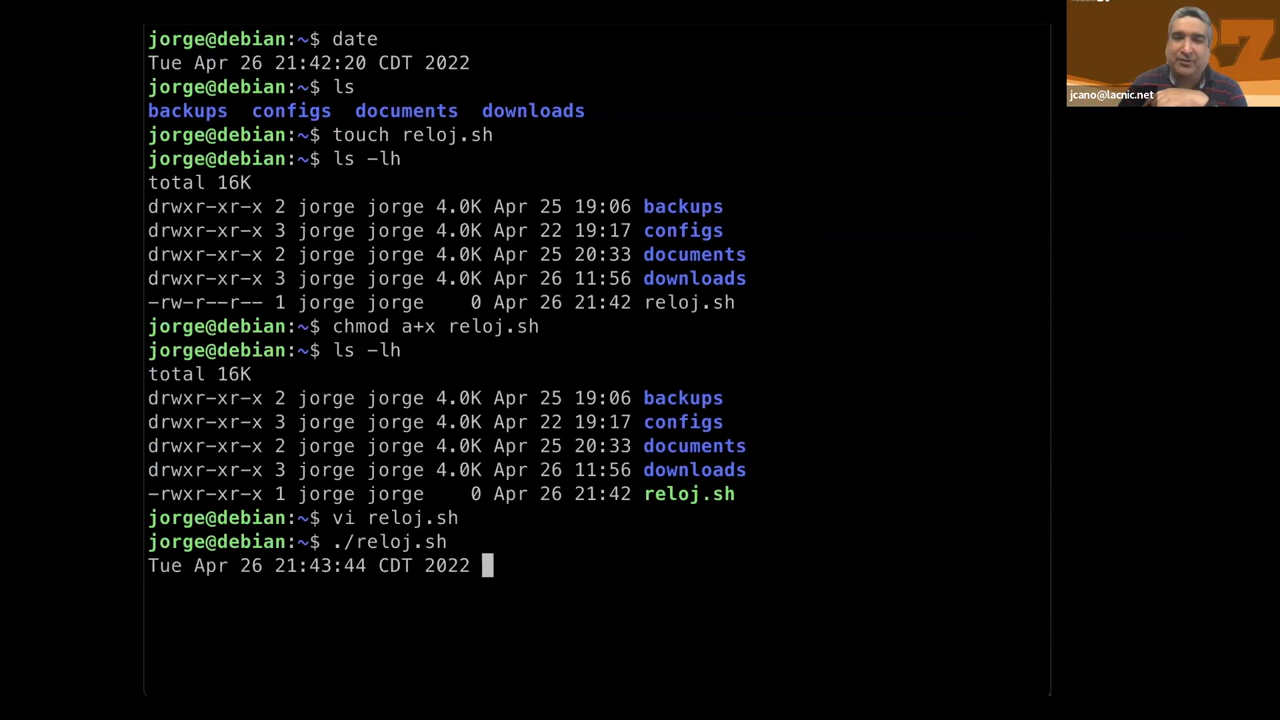 jorge@debian:~$ date
Tue Apr 26 21:42:20 CDT 2022
jorge@debian:~$ ls
backups  configs  documents  downloads
jorge@debian:~$ touch reloj.sh
jorge@debian:~$ ls -lh
total 16K
drwxr-xr-x 2 jorge jorge 4.0K Apr 25 19:06 backups
drwxr-xr-x 3 jorge jorge 4.0K Apr 22 19:17 configs
drwxr-xr-x 2 jorge jorge 4.0K Apr 25 20:33 documents
drwxr-xr-x 3 jorge jorge 4.0K Apr 26 11:56 downloads
-rw-r--r-- 1 jorge jorge    0 Apr 26 21:42 reloj.sh
jorge@debian:~$ chmod a+x reloj.sh
jorge@debian:~$ ls -lh
total 16K
drwxr-xr-x 2 jorge jorge 4.0K Apr 25 19:06 backups
drwxr-xr-x 3 jorge jorge 4.0K Apr 22 19:17 configs
drwxr-xr-x 2 jorge jorge 4.0K Apr 25 20:33 documents
drwxr-xr-x 3 jorge jorge 4.0K Apr 26 11:56 downloads
-rwxr-xr-x 1 jorge jorge    0 Apr 26 21:42 reloj.sh
jorge@debian:~$ vi reloj.sh
jorge@debian:~$ ./reloj.sh
Tue Apr 26 21:43:44 CDT 2022
jcano@lacnic.net